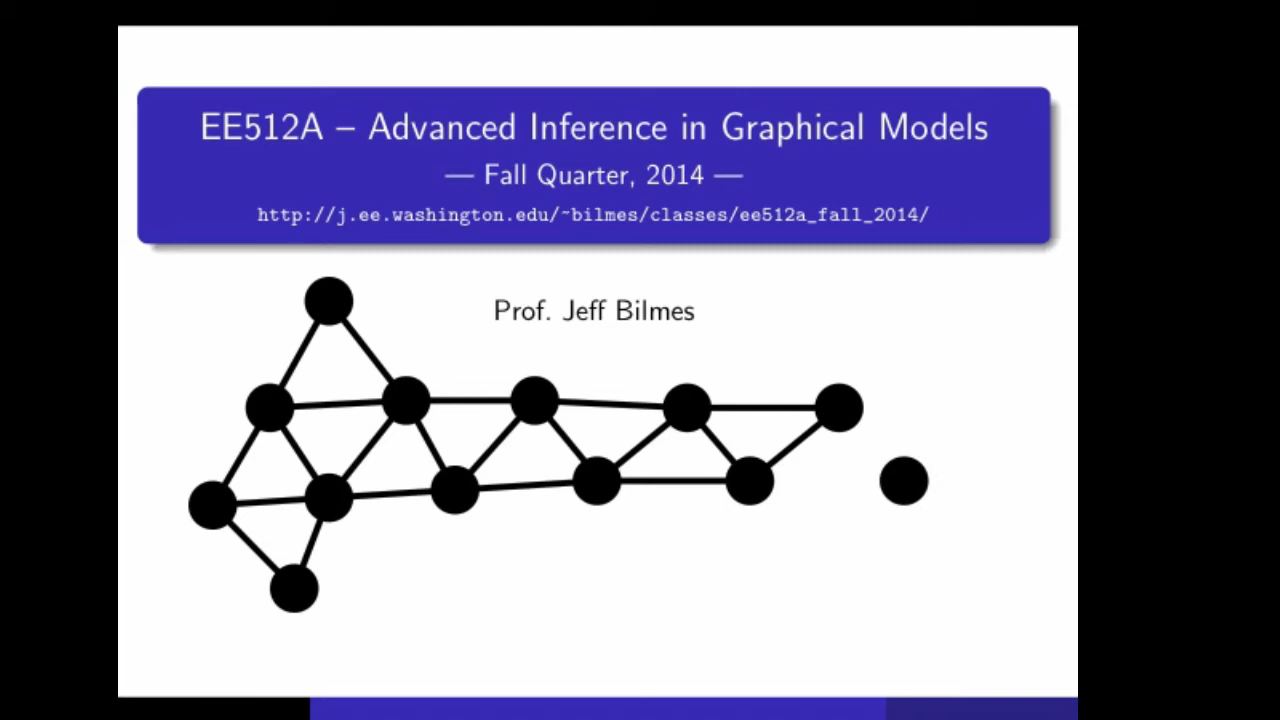 EE512A – Advanced Inference in Graphical Models
— Fall Quarter, 2014 —
http://j.ee.washington.edu/~bilmes/classes/ee512a_fall_2014/
Prof. Jeff Bilmes